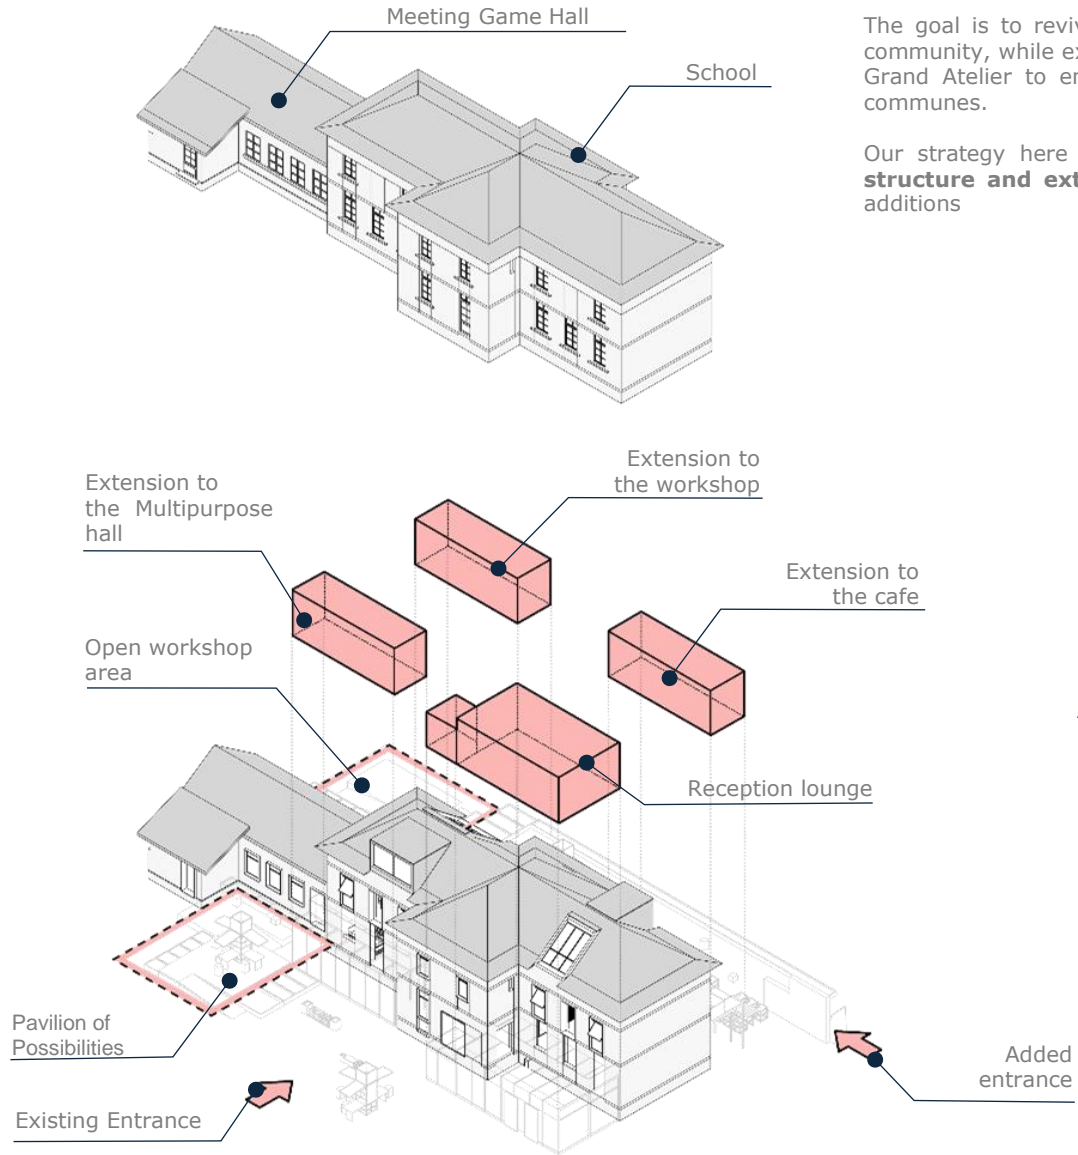 Meeting Game Hall
School
The goal is to
community, while
Grand Atelier to
communes.
Our strategy here
structure and
additions
Extension to
the Multipurpose
hall
Extension to
the workshop
Extension to
the cafe
Open workshop
area
Reception lounge
Pavilion of
Possibilities
Existing Entrance
Added
entrance